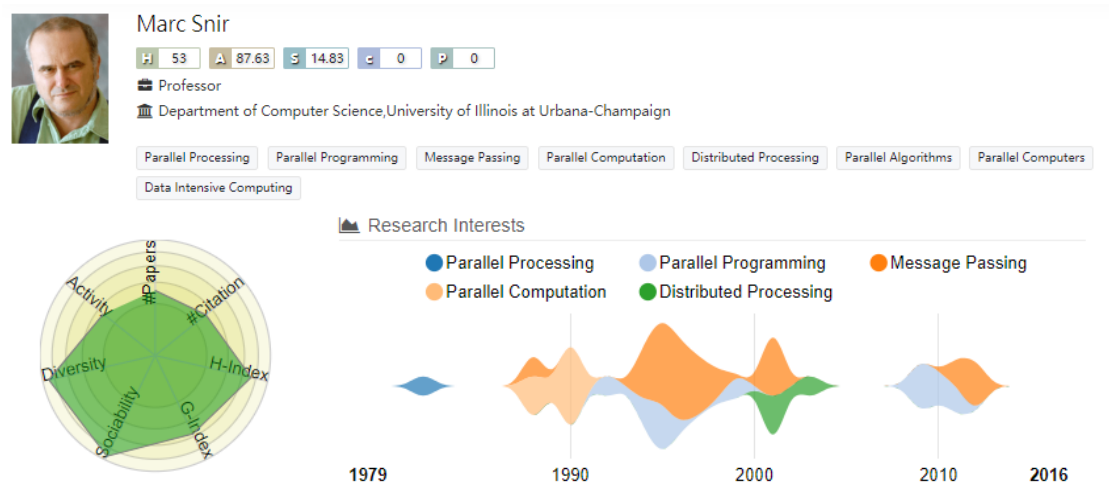 Marc Snir
H 53 A 87.63 S 14.83 c 0 P 0
Professor
Department of Computer Science,University of Illinois at Urbana-Champaign
Parallel Processing Parallel Programming Message Passing Parallel Computation Distributed Processing Parallel Algorithms Parallel Computers
Data Intensive Computing
Research Interests
#Papers
#Citation
H-Index
G-Index
Sociability
Diversity
Activity
Parallel Processing Parallel Programming Message Passing
Parallel Computation Distributed Processing
1979 1990 2000 2010 2016